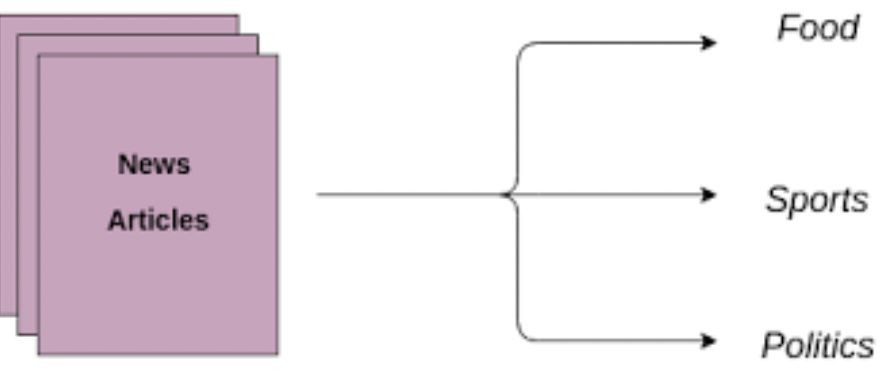 News
Articles
Food
Sports
Politics